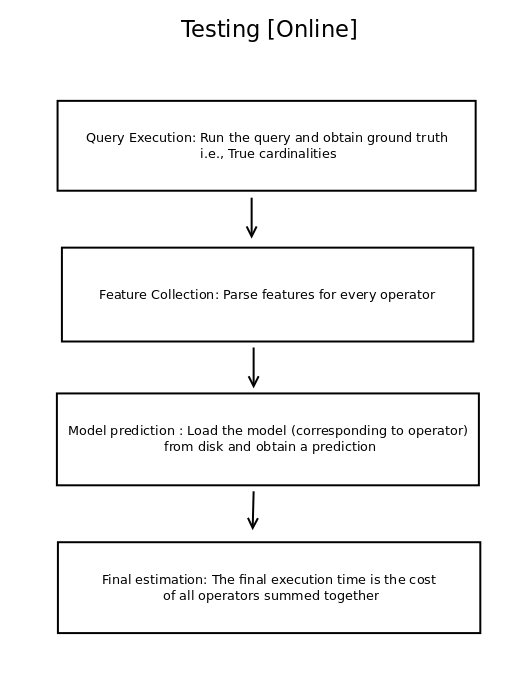 Testing [Online]
Query Execution: Run the query and obtain ground truth
i.e., True cardinalities
Feature Collection: Parse features for every operator
Model prediction : Load the model (corresponding to operator)
from disk and obtain a prediction
Final estimation: The final execution time is the cost
of all operators summed together